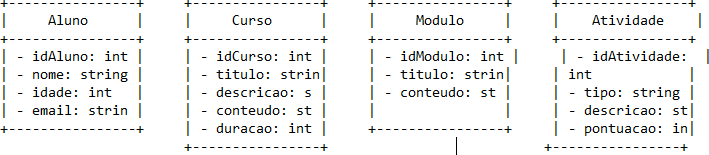 +----------------+
|     Aluno      |
+----------------+
| - idAluno: int |
| - nome: string |
| - idade: int   |
| - email: strin |
+----------------+
+----------------+
|     Curso      |
+----------------+
| - idCurso: int |
| - titulo: strin|
| - descricao: s |
| - conteudo: st |
| - duracao: int |
+----------------+
+----------------+
|     Modulo     |
+----------------+
| - idModulo: int |
| - titulo: strin|
| - conteudo: st |
|                |
+----------------+
+----------------+
|   Atividade    |
+----------------+
| - idAtividade:  |
| int
| - tipo: string |
| - descricao: st|
| - pontuacao: in|
+----------------+